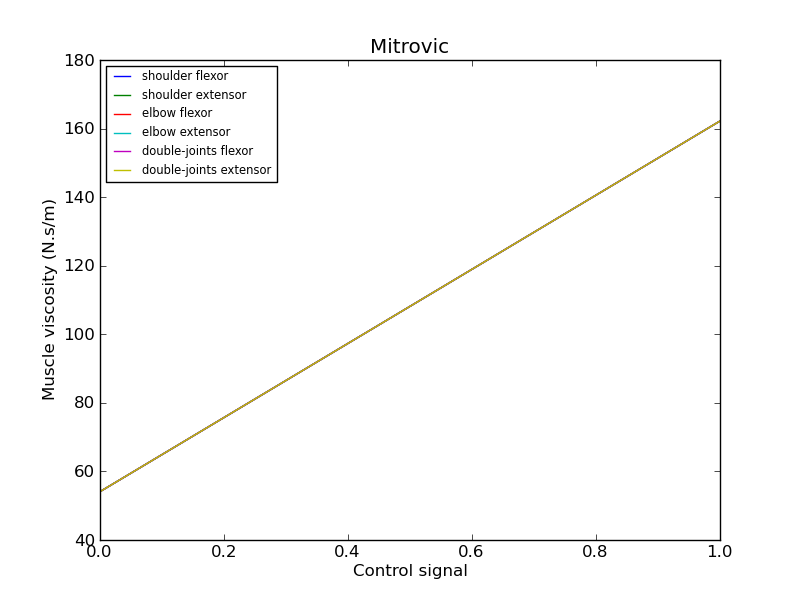 Mitrovic
180
shoulder flexor
shoulder extensor
elbow flexor
elbow extensor
double-joints flexor
double-joints extensor
160
140
120
100
80
60
40
Muscle viscosity (N.s/m)
0.0 0.2 0.4 0.6 0.8 1.0
Control signal